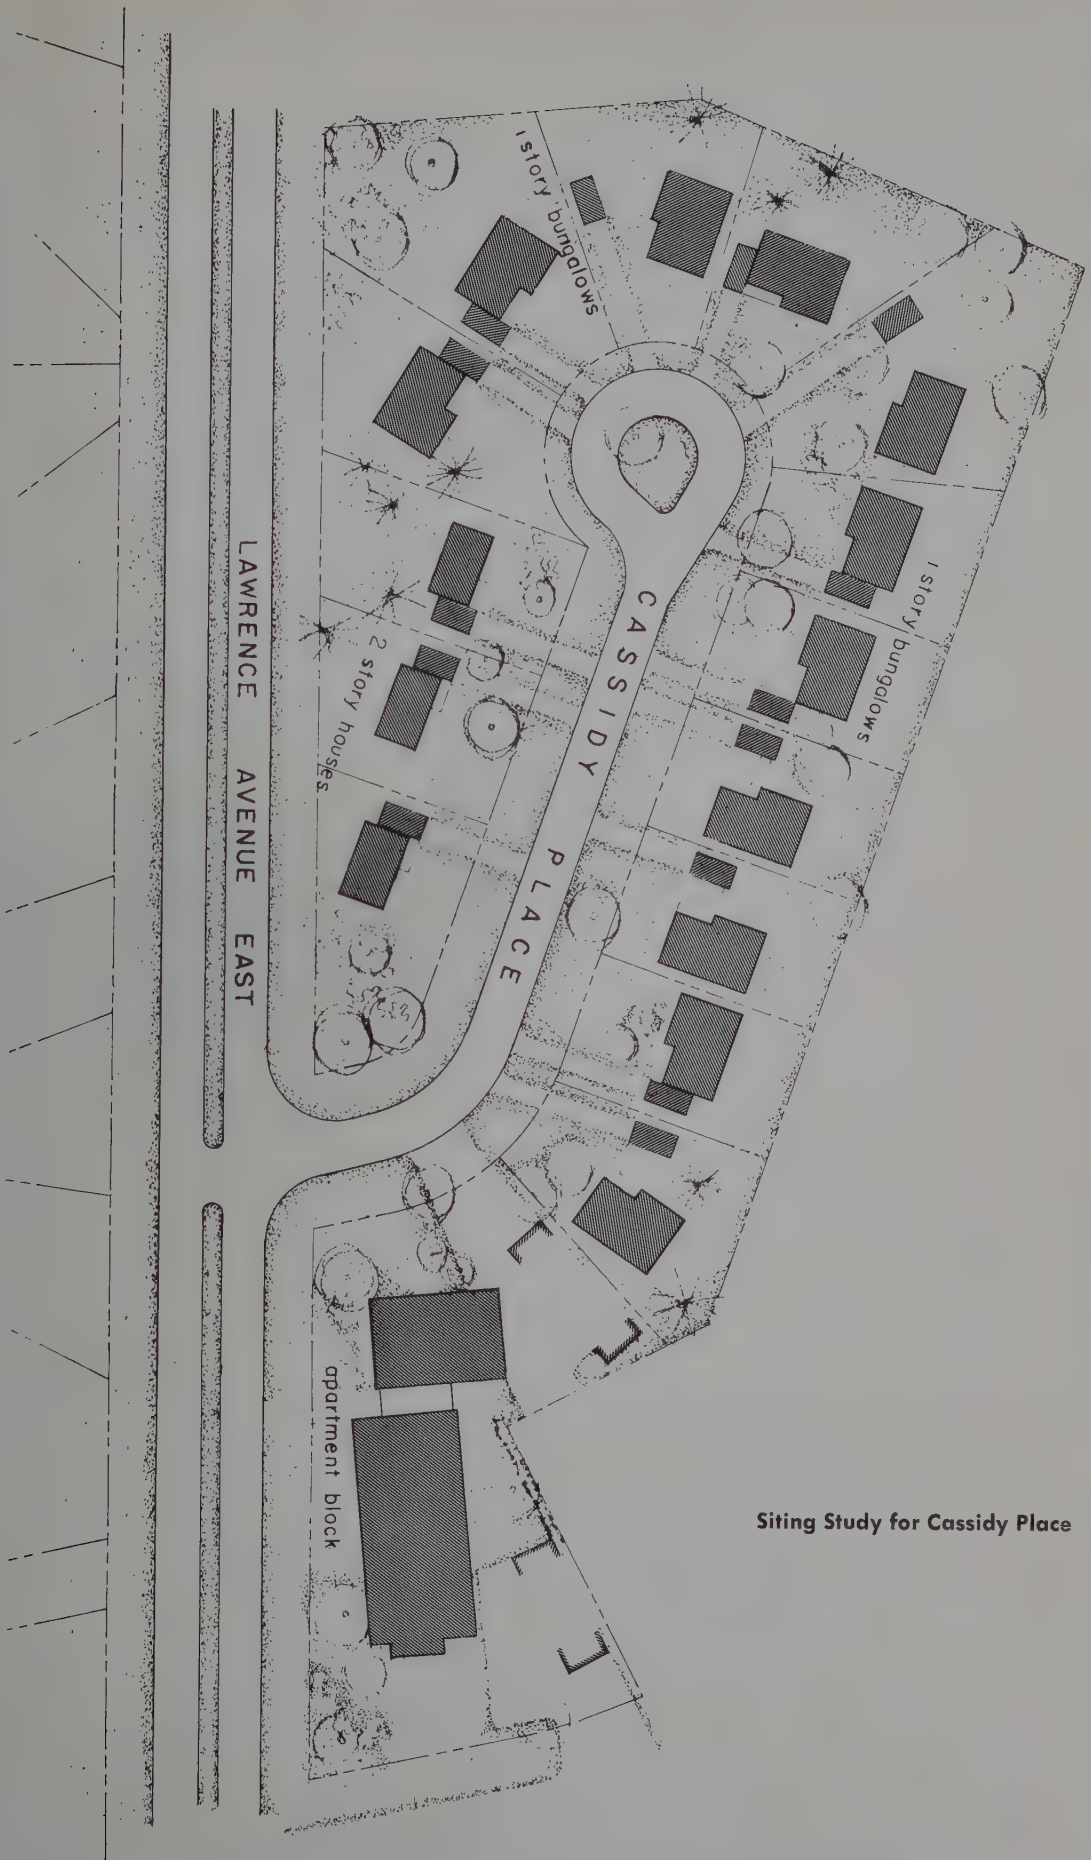 1 story bungalows
LAWRENCE AVENUE EAST
CASSIDY PLACE
1 story bungalows
2 story houses
apartment block
Siting Study for Cassidy Place